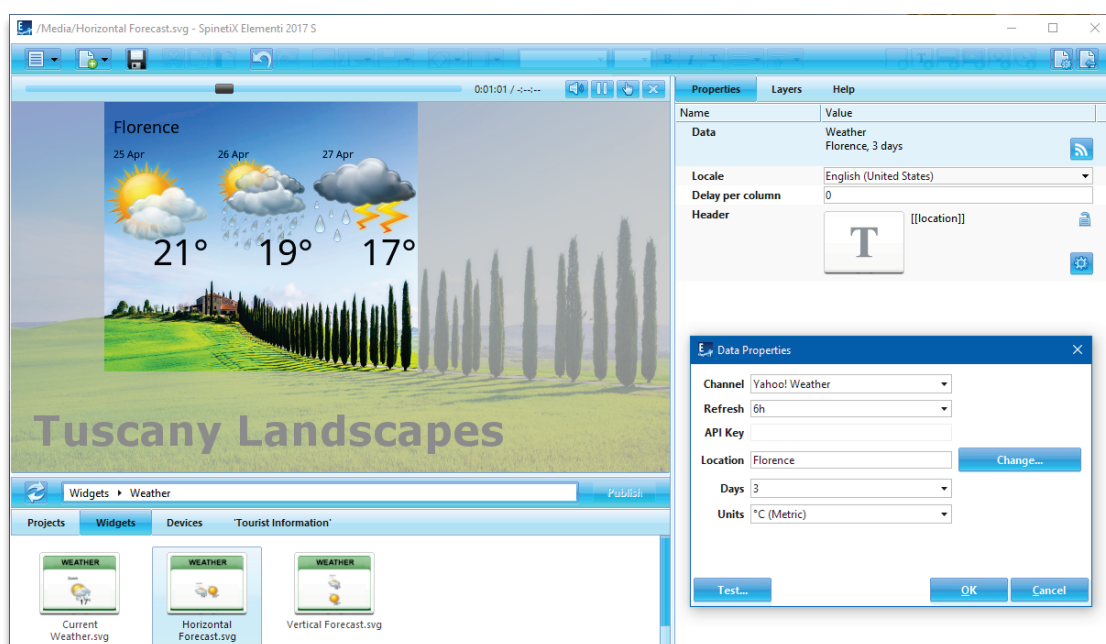 /Media/Horizontal Forecast.svg - SpinetiX Elementi 2017 S
0:01:01 / -:--:--
Properties Layers Help
Name Value
Data Weather
Florence, 3 days
Locale English (United States)
Delay per column 0
Header T [[location]]
Florence
25 Apr 26 Apr 27 Apr
21° 19° 17°
Tuscany Landscapes
Data Properties
Channel Yahoo! Weather
Refresh 6h
API Key
Location Florence Change...
Days 3
Units °C (Metric)
Test... OK Cancel
Widgets Weather Publish
Projects Widgets Devices 'Tourist Information'
WEATHER WEATHER WEATHER
Current Weather.svg
Horizontal Forecast.svg
Vertical Forecast.svg